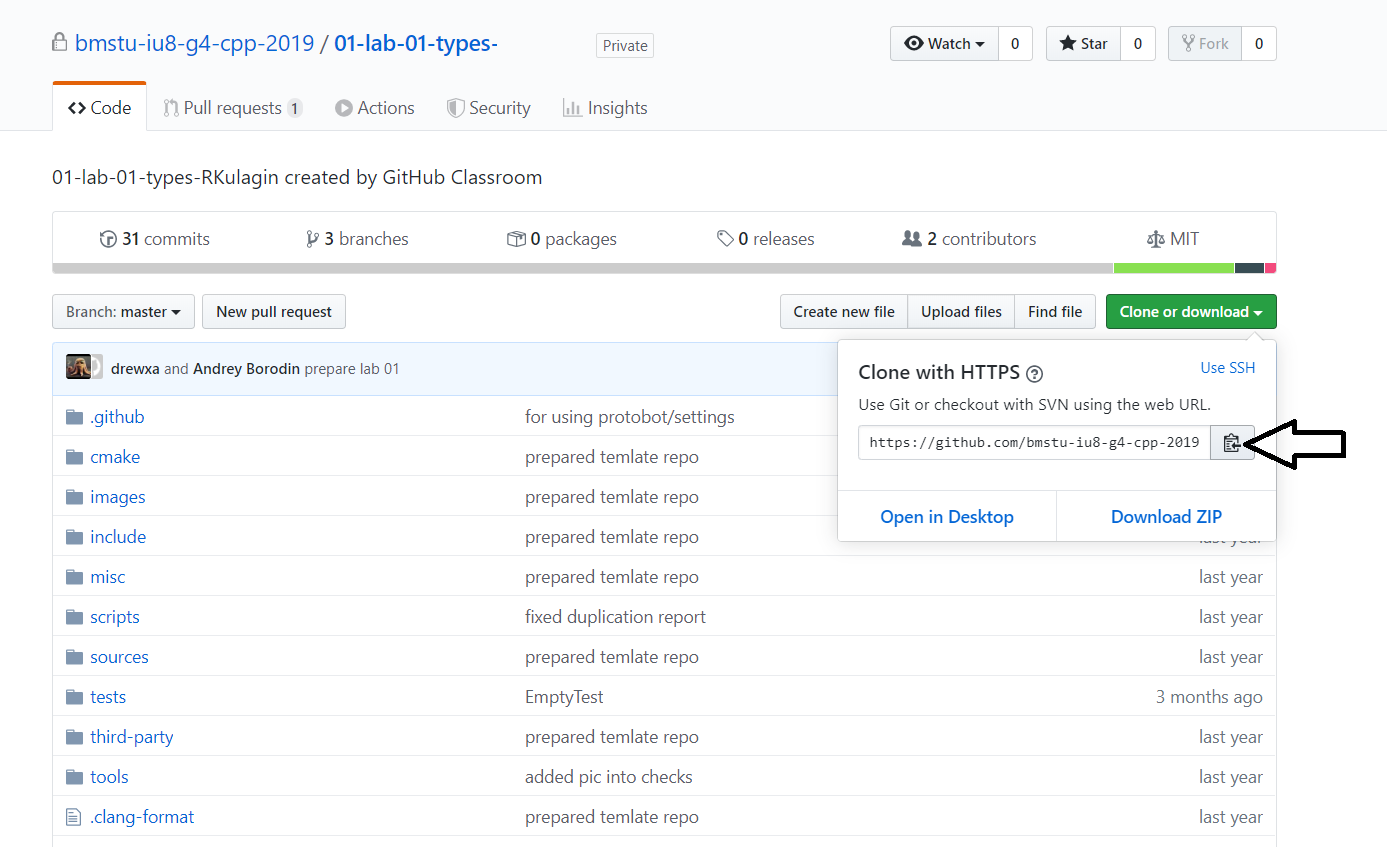 bmstu-iu8-g4-cpp-2019 / 01-lab-01-types- Private Watch 0 Star 0 Fork 0
Code Pull requests 1 Actions Security Insights
01-lab-01-types-RKulagin created by GitHub Classroom
31 commits 3 branches 0 packages 0 releases 2 contributors MIT
Branch: master New pull request Create new file Upload files Find file Clone or download
drewxa and Andrey Borodin prepare lab 01
Clone with HTTPS ? Use SSH
Use Git or checkout with SVN using the web URL.
https://github.com/bmstu-iu8-g4-cpp-2019
Open in Desktop Download ZIP
.github for using protobot/settings
cmake prepared temlate repo
images prepared temlate repo
include prepared temlate repo last year
misc prepared temlate repo last year
scripts fixed duplication report last year
sources prepared temlate repo last year
tests EmptyTest 3 months ago
third-party prepared temlate repo last year
tools added pic into checks last year
.clang-format prepared temlate repo last year